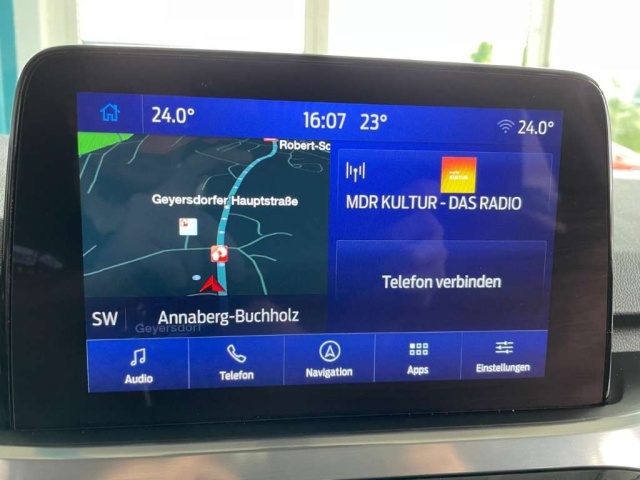 24.0°
16:07
23°
24.0°
Robert-Sc
Geyersdorfer Hauptstraße
KULTUR
MDR KULTUR - DAS RADIO
Telefon verbinden
SW
Annaberg-Buchholz
Geyersdorf
Audio
Telefon
Navigation
Apps
Einstellungen